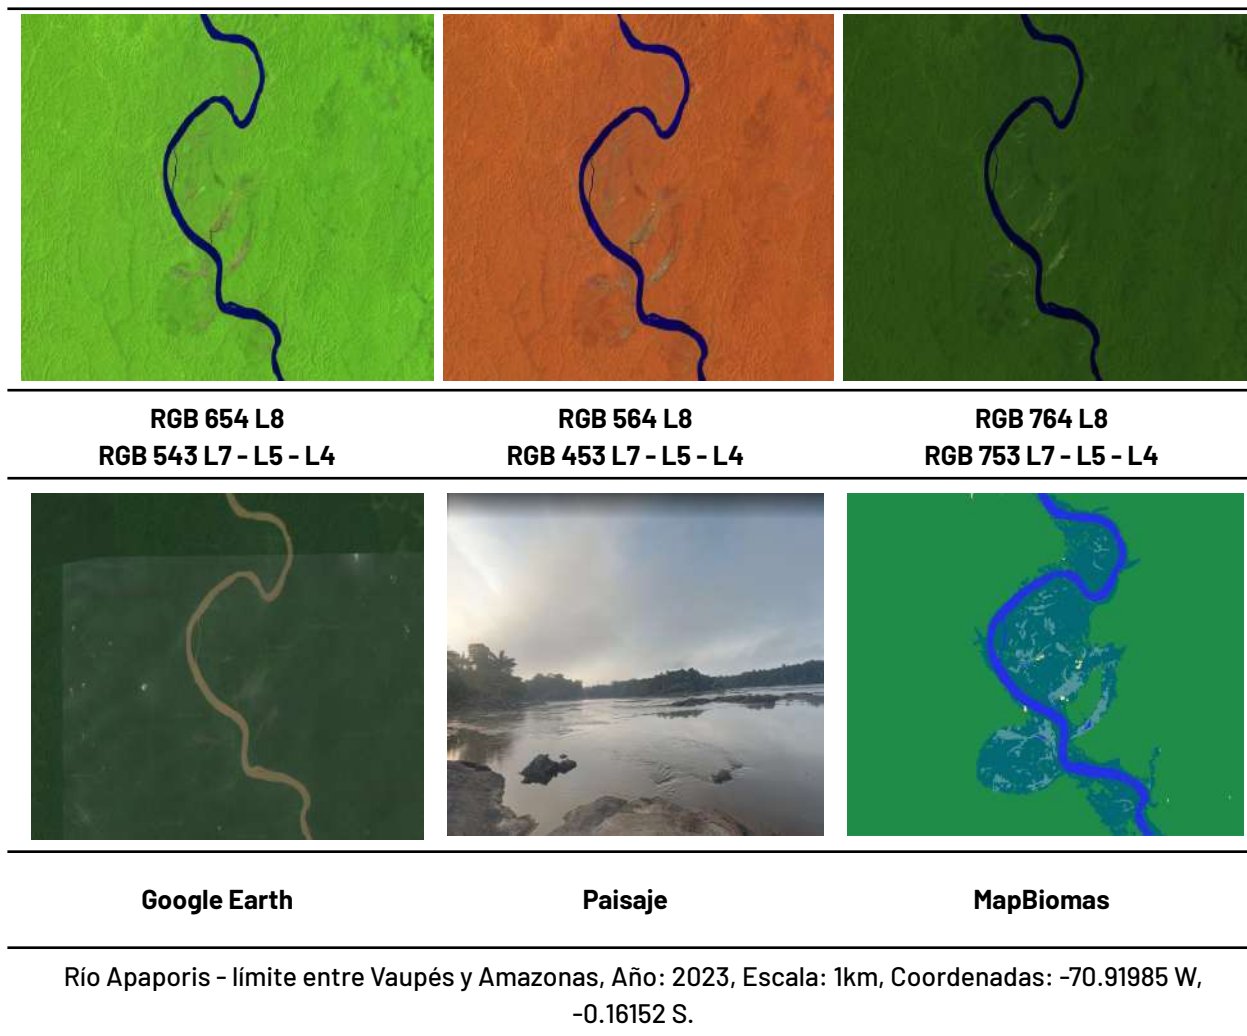 RGB 654 L8
RGB 543 L7 - L5 - L4
RGB 564 L8
RGB 453 L7 - L5 - L4
RGB 764 L8
RGB 753 L7 - L5 - L4
Google Earth
Paisaje
MapBiomas
Río Apaporis - límite entre Vaupés y Amazonas, Año: 2023, Escala: 1km, Coordenadas: -70.91985 W,
-0.16152 S.